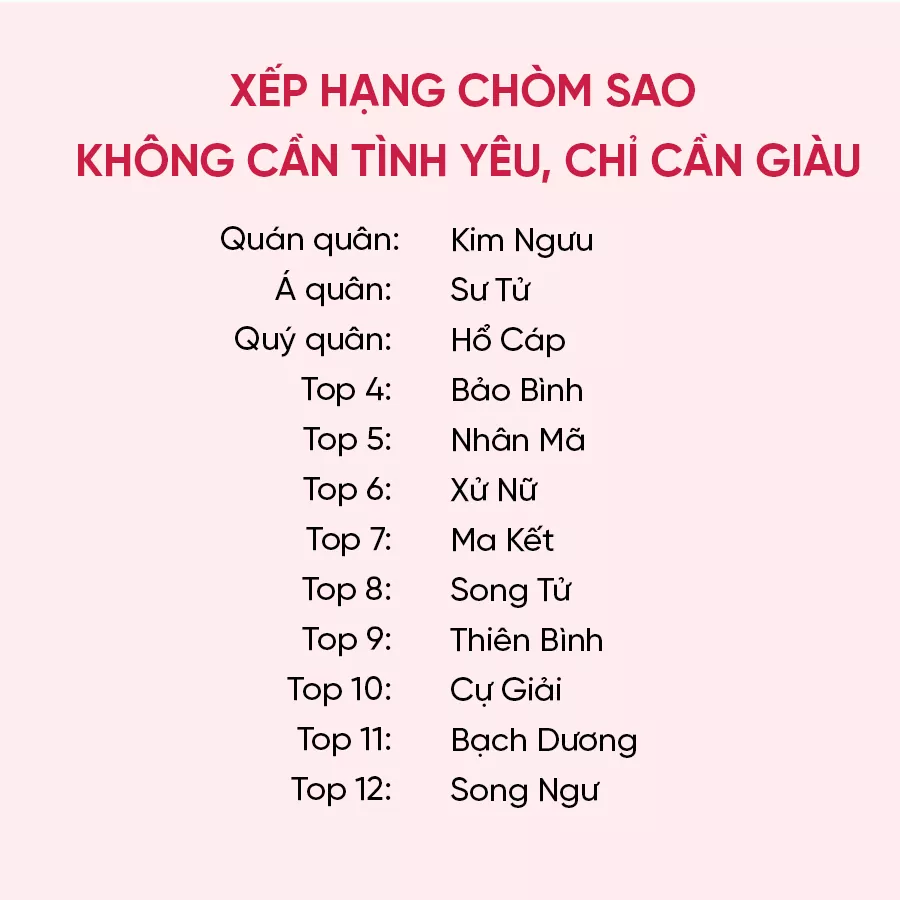 XẾP HẠNG CHÒM SAO
KHÔNG CẦN TÌNH YÊU, CHỈ CẦN GIÀU
Quán quân: Kim Ngưu
Á quân: Sư Tử
Quý quân: Hổ Cáp
Top 4: Bảo Bình
Top 5: Nhân Mã
Top 6: Xử Nữ
Top 7: Ma Kết
Top 8: Song Tử
Top 9: Thiên Bình
Top 10: Cự Giải
Top 11: Bạch Dương
Top 12: Song Ngư